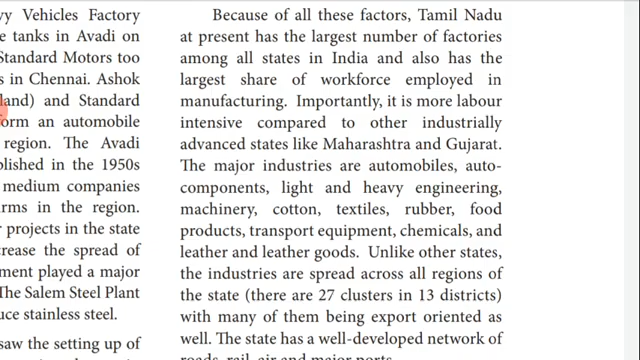 vy Vehicles Factory
e tanks in Avadi on
Standard Motors too
s in Chennai. Ashok
land) and Standard
orm an automobile
region. The Avadi
blished in the 1950s
medium companies
rms in the region.
r projects in the state
crease the spread of
ment played a major
The Salem Steel Plant
uce stainless steel.
saw the setting up of
Because of all these factors, Tamil Nadu
at present has the largest number of factories
among all states in India and also has the
largest share of workforce employed in
manufacturing. Importantly, it is more labour
intensive compared to other industrially
advanced states like Maharashtra and Gujarat.
The major industries are automobiles, auto-
components, light and heavy engineering,
machinery, cotton, textiles, rubber, food
products, transport equipment, chemicals, and
leather and leather goods. Unlike other states,
the industries are spread across all regions of
the state (there are 27 clusters in 13 districts)
with many of them being export oriented as
well. The state has a well-developed network of
roads, rail, air and major ports.